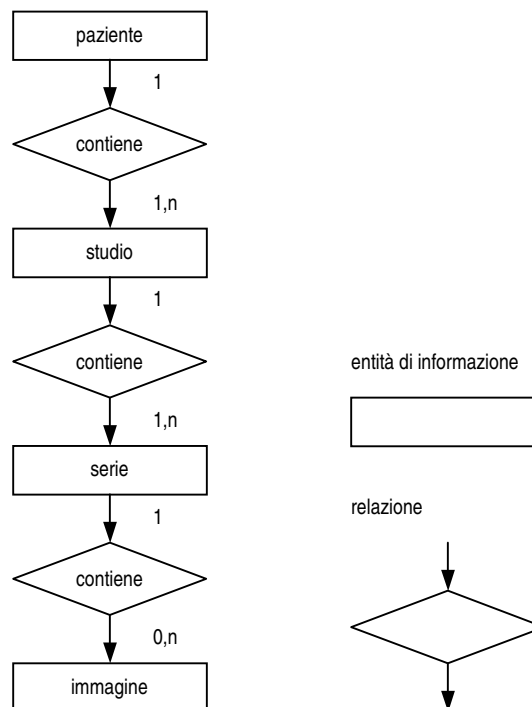 paziente
1
contiene
1,n
studio
1
contiene
1,n
serie
1
contiene
0,n
immagine
entità di informazione
relazione